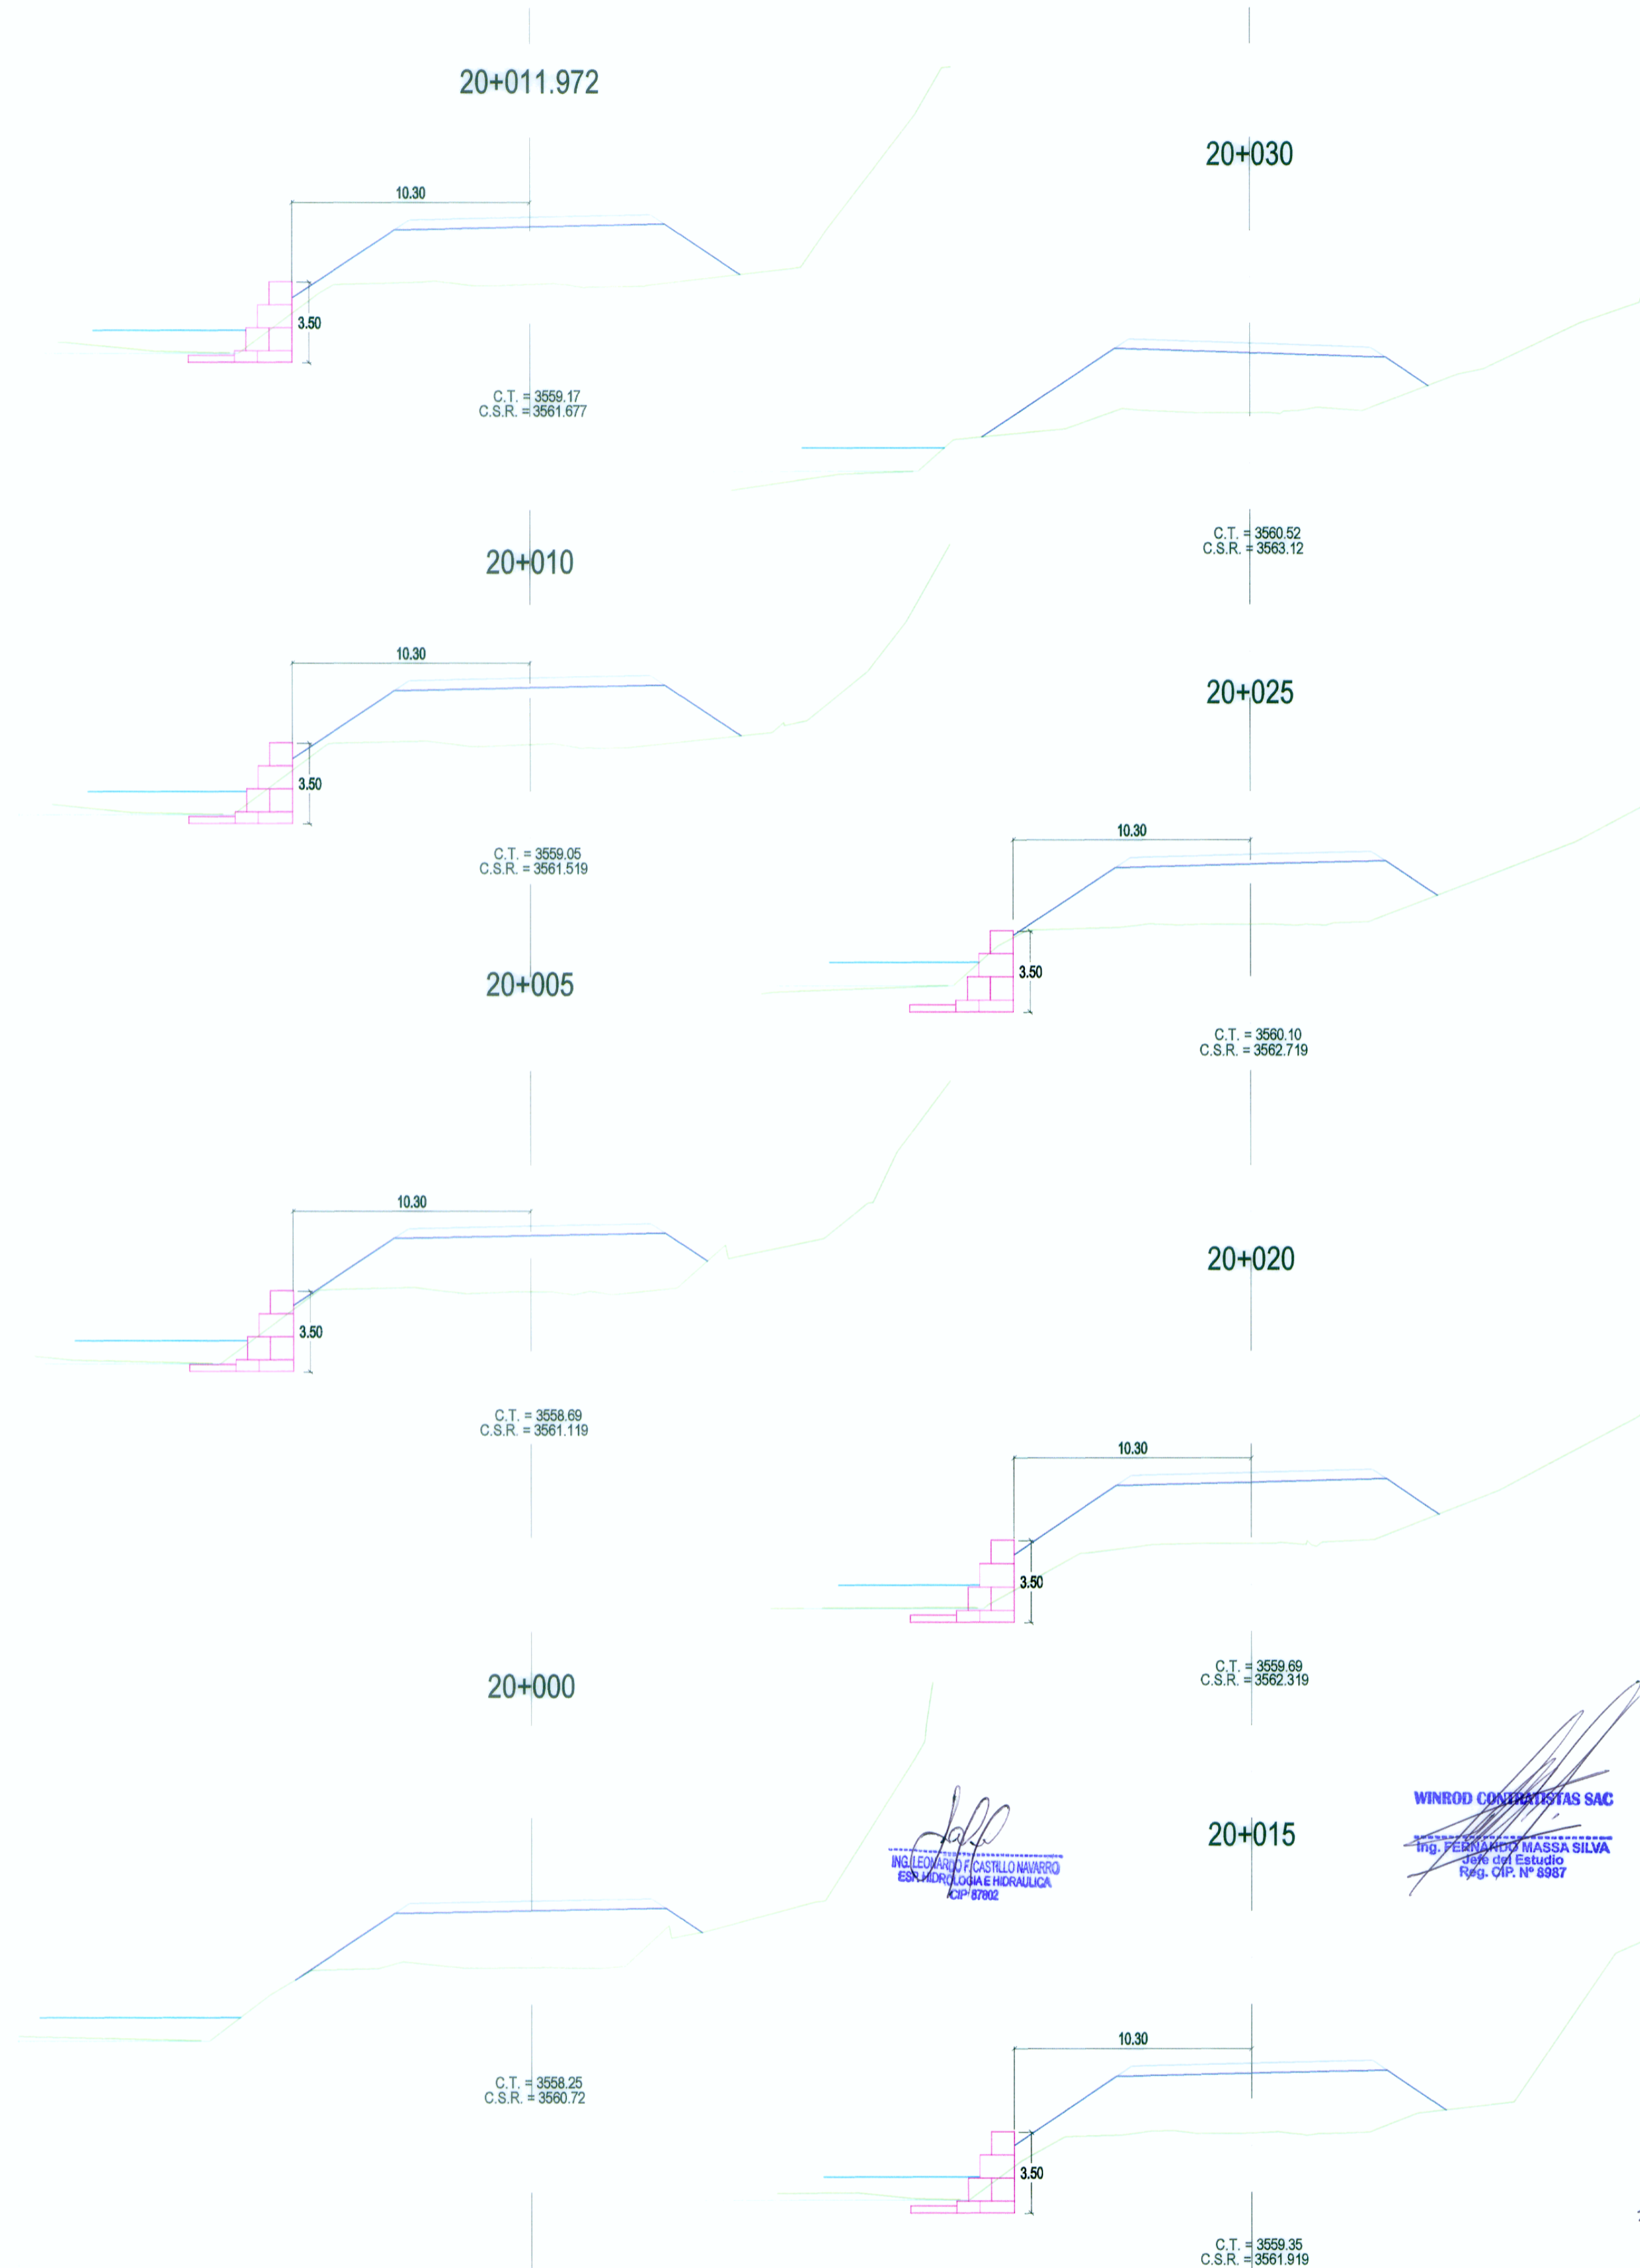 20+011.972
10.30
3.50
C.T. = 3559.17
C.S.R. = 3561.677
20+010
10.30
3.50
C.T. = 3559.05
C.S.R. = 3561.519
20+005
10.30
3.50
C.T. = 3558.69
C.S.R. = 3561.119
20+000
C.T. = 3558.25
C.S.R. = 3560.72
20+030
C.T. = 3560.52
C.S.R. = 3563.12
20+025
10.30
3.50
C.T. = 3560.10
C.S.R. = 3562.719
20+020
10.30
3.50
C.T. = 3559.69
C.S.R. = 3562.319
20+015
10.30
3.50
C.T. = 3559.35
C.S.R. = 3561.919
ING. LEONARDO F. CASTILLO NAVARRO
ESP. HIDROLOGIA E HIDRAULICA
CIP 87802
WINROD CONTRATISTAS SAC
Ing. FERNANDO MASSA SILVA
Jefe del Estudio
Reg. CIP. Nº 8987